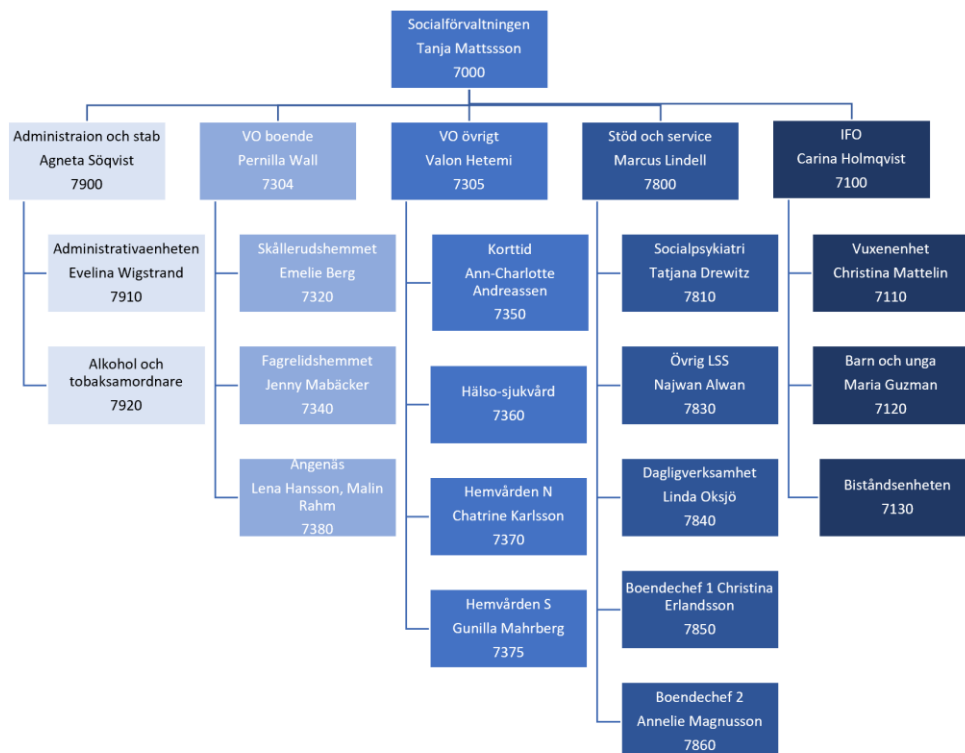 Socialförvaltningen
Tanja Mattssson
7000
Administraion och stab
Agneta Söqvist
7900
Administrativaenheten
Evelina Wigstrand
7910
Alkohol och
tobaksamordnare
7920
VO boende
Pernilla Wall
7304
Skållerudshemmet
Emelie Berg
7320
Fagrelidshemmet
Jenny Mabäcker
7340
Ängenäs
Lena Hansson, Malin
Rahm
7380
VO övrigt
Valon Hetemi
7305
Korttid
Ann-Charlotte
Andreassen
7350
Hälso-sjukvård
7360
Hemvården N
Chatrine Karlsson
7370
Hemvården S
Gunilla Mahrberg
7375
Stöd och service
Marcus Lindell
7800
Socialpsykiatri
Tatjana Drewitz
7810
Övrig LSS
Najwan Alwan
7830
Dagligverksamhet
Linda Oksjö
7840
Boendechef 1 Christina
Erlandsson
7850
Boendechef 2
Annelie Magnusson
7860
IFO
Carina Holmqvist
7100
Vuxenenhet
Christina Mattelin
7110
Barn och unga
Maria Guzman
7120
Biståndsenheten
7130